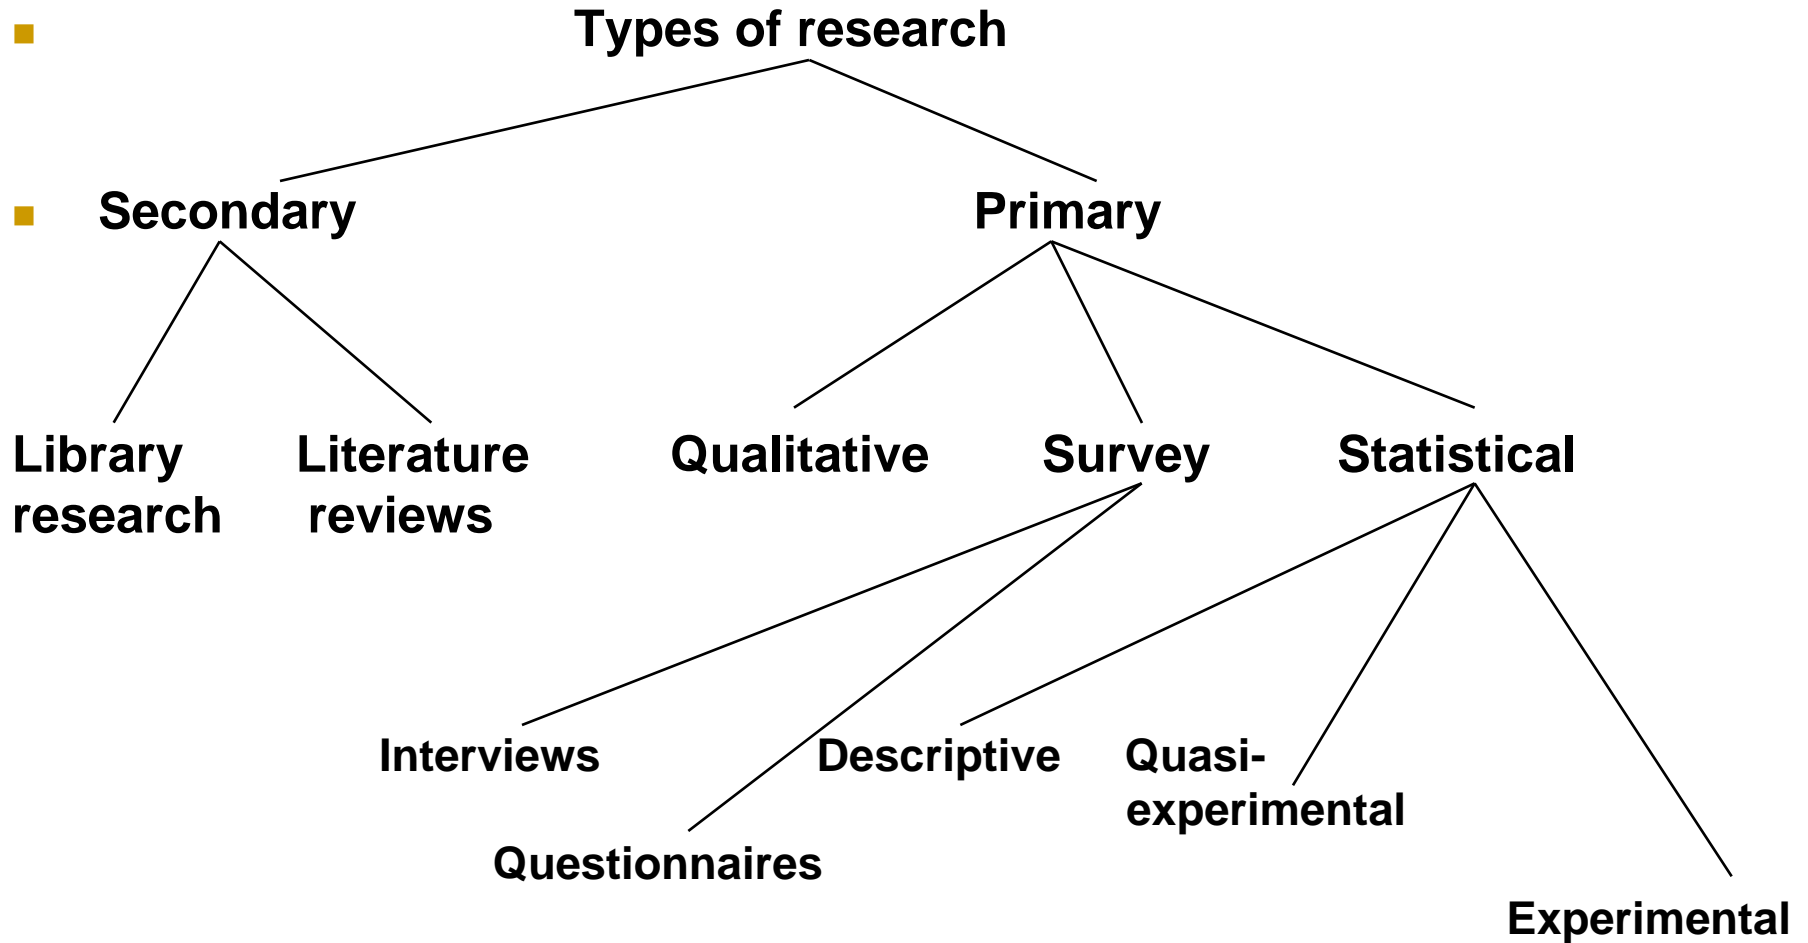 Types of research
Secondary Primary
Library Literature Qualitative Survey Statistical
research reviews
Interviews Descriptive Quasi-
experimental
Questionnaires
Experimental